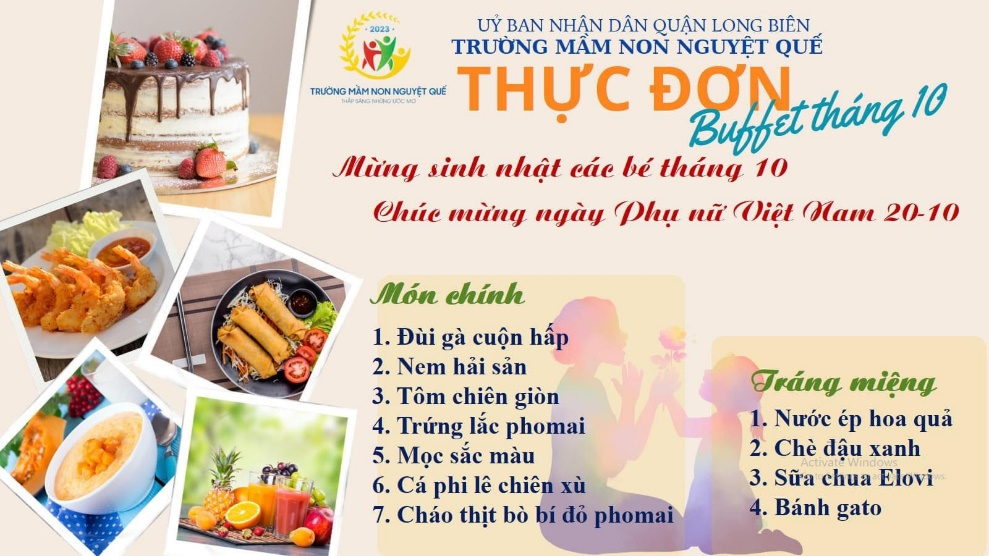 2023
TRƯỜNG MẦM NON NGUYỆT QUẾ
THẮP SÁNG NHỮNG ƯỚC MƠ
UỶ BAN NHÂN DÂN QUẬN LONG BIÊN
TRƯỜNG MẦM NON NGUYỆT QUẾ
THỰC ĐƠN
Buffet tháng 10
Mừng sinh nhật các bé tháng 10
Chúc mừng ngày Phụ nữ Việt Nam 20-10
Món chính
1. Đùi gà cuộn hấp
2. Nem hải sản
3. Tôm chiên giòn
4. Trứng lắc phomai
5. Mọc sắc màu
6. Cá phi lê chiên xù
7. Cháo thịt bò bí đỏ phomai
Tráng miệng
1. Nước ép hoa quả
2. Chè đậu xanh
Activate Windows
3. Sữa chua Elovi
4. Bánh gato